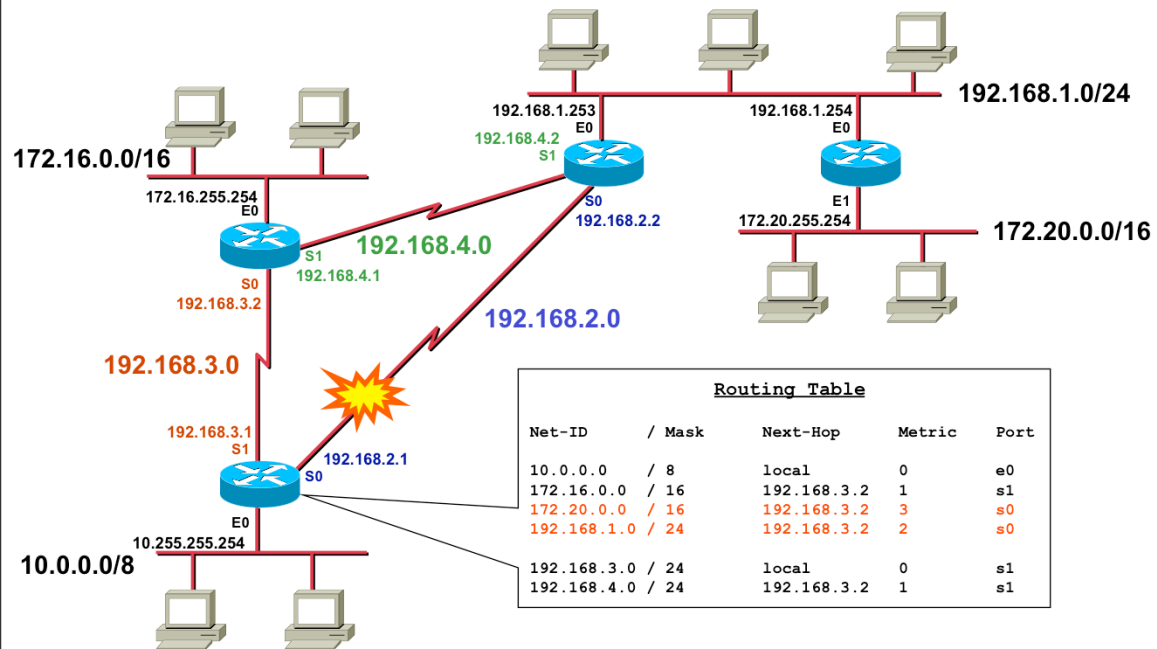 192.168.1.0/24
192.168.1.253
E0
192.168.1.254
E0
192.168.4.2
S1
172.16.0.0/16
172.16.255.254
E0
S0
192.168.2.2
E1
172.20.255.254
172.20.0.0/16
192.168.4.0
S1
192.168.4.1
S0
192.168.3.2
192.168.2.0
192.168.3.0
192.168.3.1
S1
192.168.2.1
S0
E0
10.255.255.254
10.0.0.0/8
Routing Table
Net-ID / Mask Next-Hop Metric Port
10.0.0.0 / 8 local 0 e0
172.16.0.0 / 16 192.168.3.2 1 s1
172.20.0.0 / 16 192.168.3.2 3 s0
192.168.1.0 / 24 192.168.3.2 2 s0
192.168.3.0 / 24 local 0 s1
192.168.4.0 / 24 192.168.3.2 1 s1